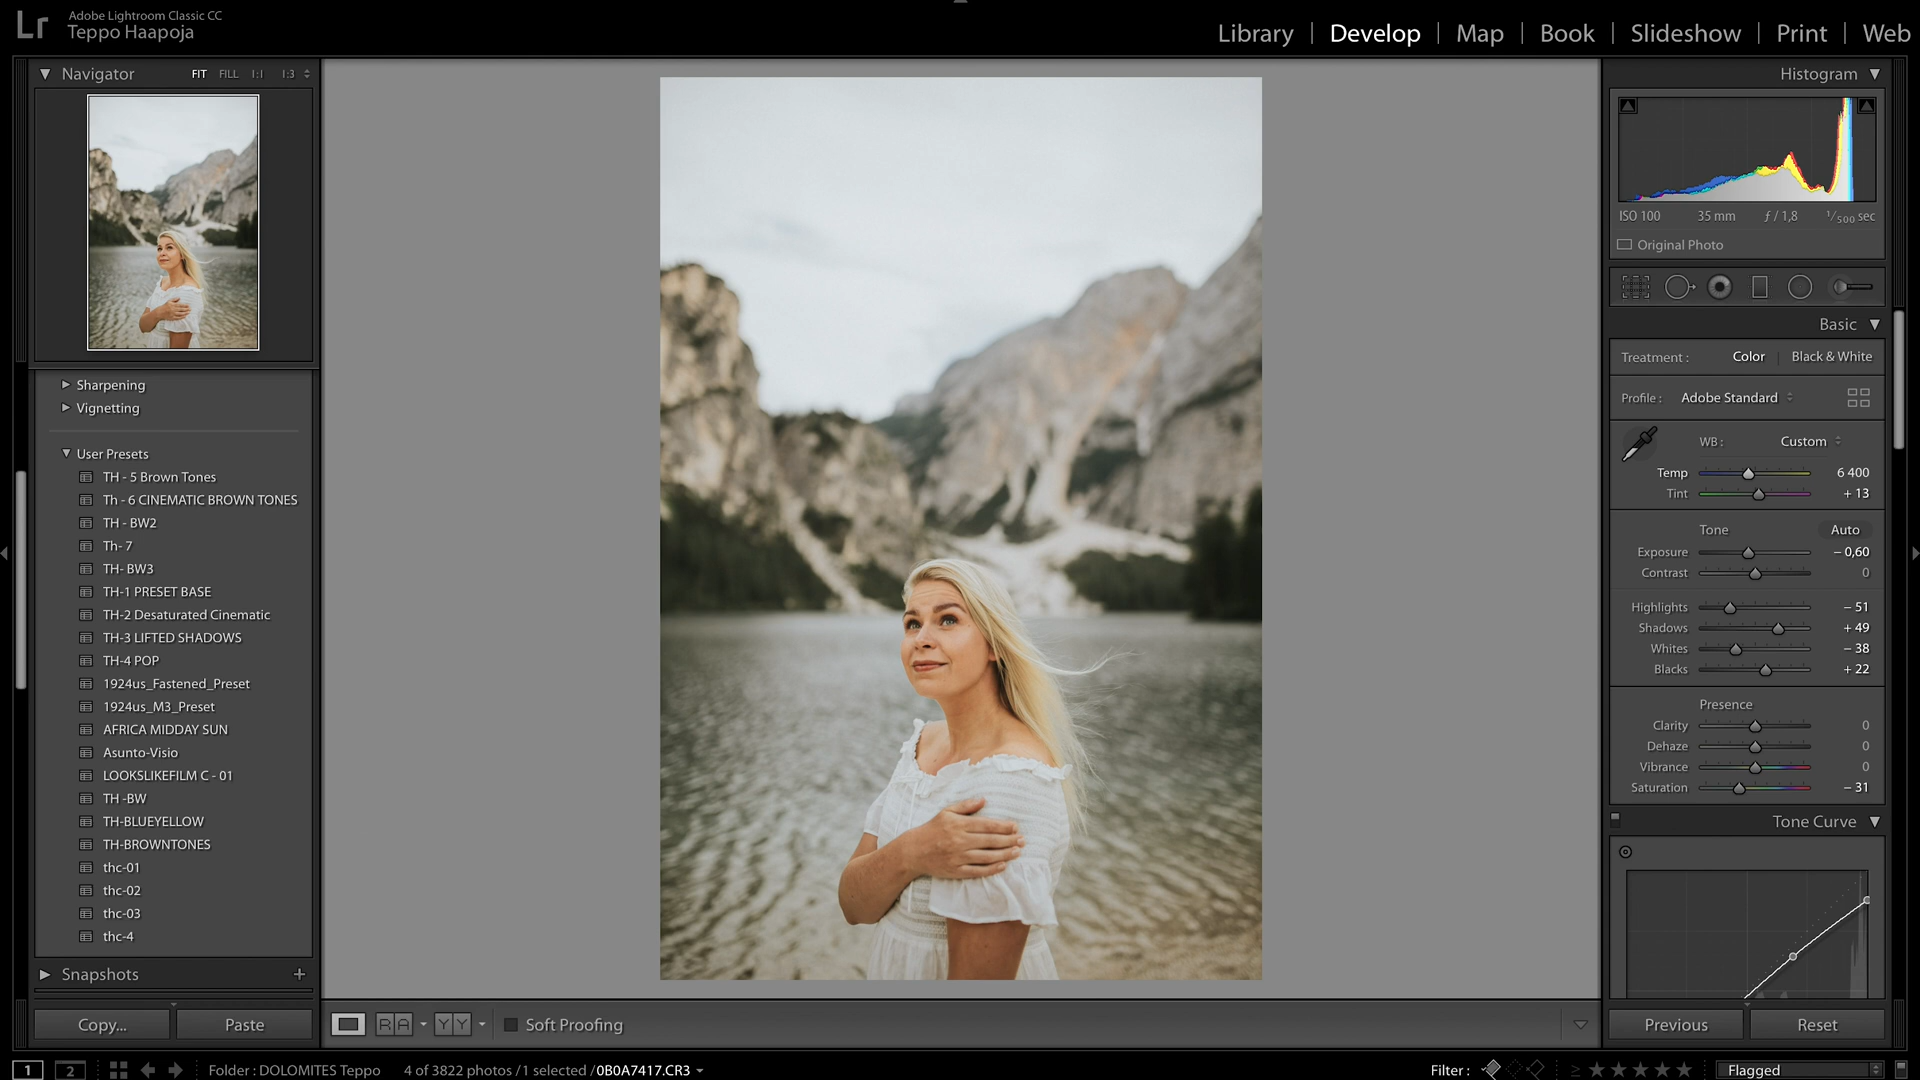 Lr
Adobe Lightroom Classic CC
Teppo Haapoja
Library | Develop | Map | Book | Slideshow | Print | Web
Navigator FIT FILL 1:1 1:3
Sharpening
Vignetting
User Presets
TH - 5 Brown Tones
Th - 6 CINEMATIC BROWN TONES
TH - BW2
Th- 7
TH- BW3
TH-1 PRESET BASE
TH-2 Desaturated Cinematic
TH-3 LIFTED SHADOWS
TH-4 POP
1924us_Fastened_Preset
1924us_M3_Preset
AFRICA MIDDAY SUN
Asunto-Visio
LOOKSLIKEFILM C - 01
TH -BW
TH-BLUEYELLOW
TH-BROWNTONES
thc-01
thc-02
thc-03
thc-4
Snapshots +
Copy... Paste
R A Y Y Soft Proofing
Histogram
ISO 100 35 mm ƒ / 1,8 1/500 sec
Original Photo
Basic
Treatment : Color | Black & White
Profile : Adobe Standard
WB : Custom
Temp 6 400
Tint + 13
Tone Auto
Exposure – 0,60
Contrast 0
Highlights – 51
Shadows + 49
Whites – 38
Blacks + 22
Presence
Clarity 0
Dehaze 0
Vibrance 0
Saturation – 31
Tone Curve
Previous Reset
1 2 Folder : DOLOMITES Teppo 4 of 3822 photos /1 selected /0B0A7417.CR3 Filter : ≥ ★★★★★ Flagged